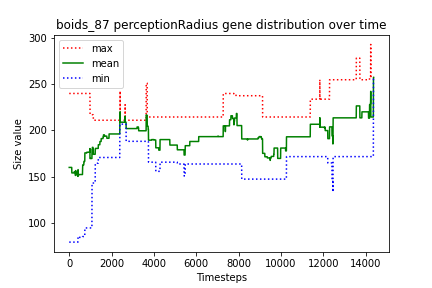 boids_87 perceptionRadius gene distribution over time
300
250
200
150
100
Size value
max
mean
min
0
2000
4000
6000
8000
10000
12000
14000
Timesteps